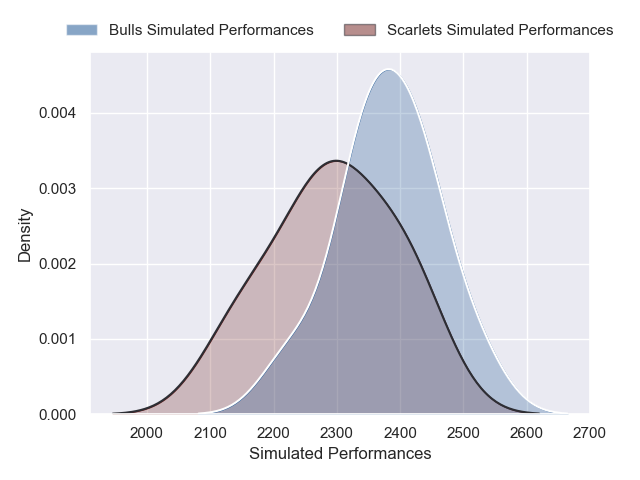 Bulls Simulated Performances Scarlets Simulated Performances
0.004
0.003
0.002
0.001
0.000
Density
2000 2100 2200 2300 2400 2500 2600 2700
Simulated Performances